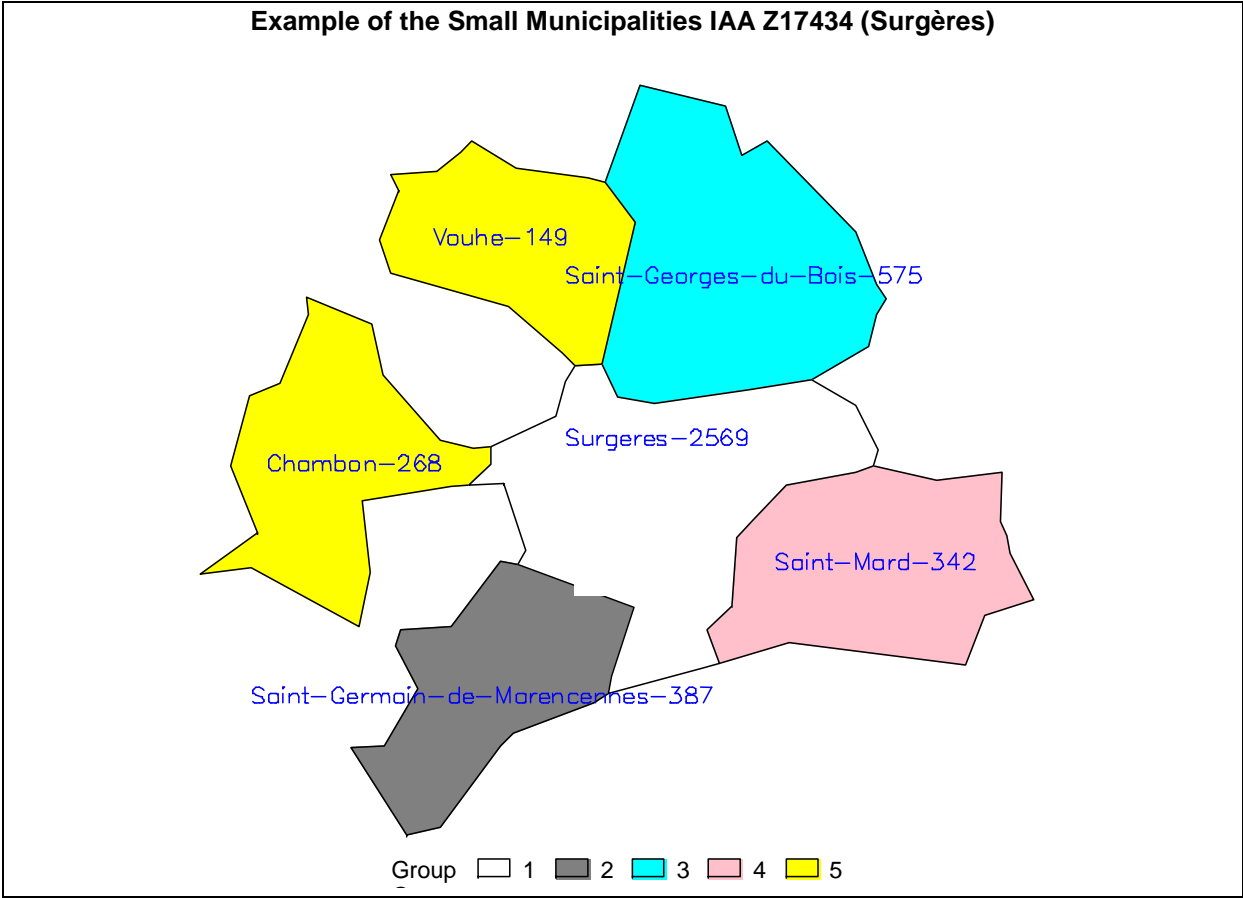 Example of the Small Municipalities IAA Z17434 (Surgères)
Vouhe-149
Saint-Georges-du-Bois-575
Surgeres-2569
Chambon-268
Saint-Mard-342
Saint-Germain-de-Marencennes-387
Group 1 2 3 4 5